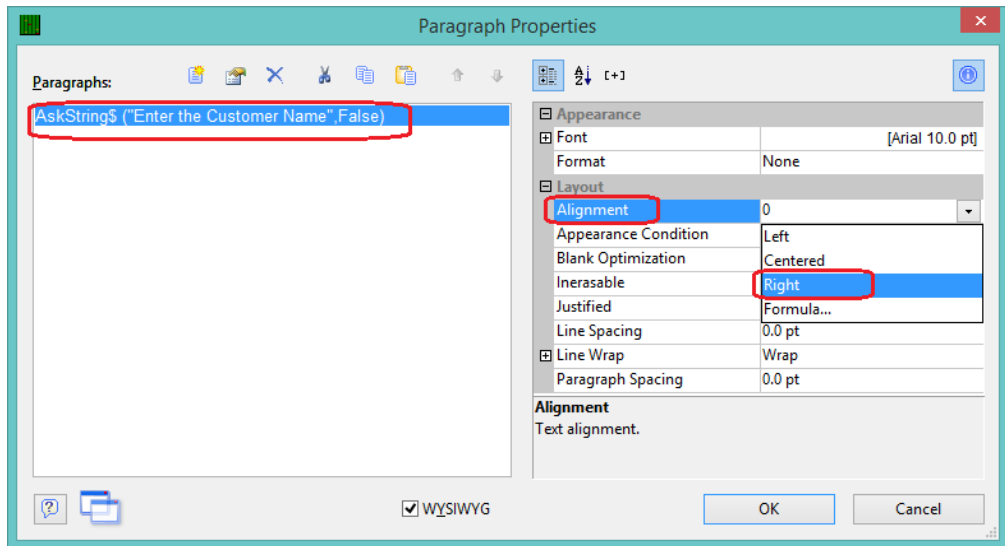 Paragraph Properties
Paragraphs:
AskString$ ("Enter the Customer Name",False)
Appearance
Font [Arial 10.0 pt]
Format None
Layout
Alignment 0
Appearance Condition
Left
Blank Optimization
Centered
Inerasable
Right
Justified
Formula...
Line Spacing 0.0 pt
Line Wrap Wrap
Paragraph Spacing 0.0 pt
Alignment
Text alignment.
WYSIWYG
OK
Cancel